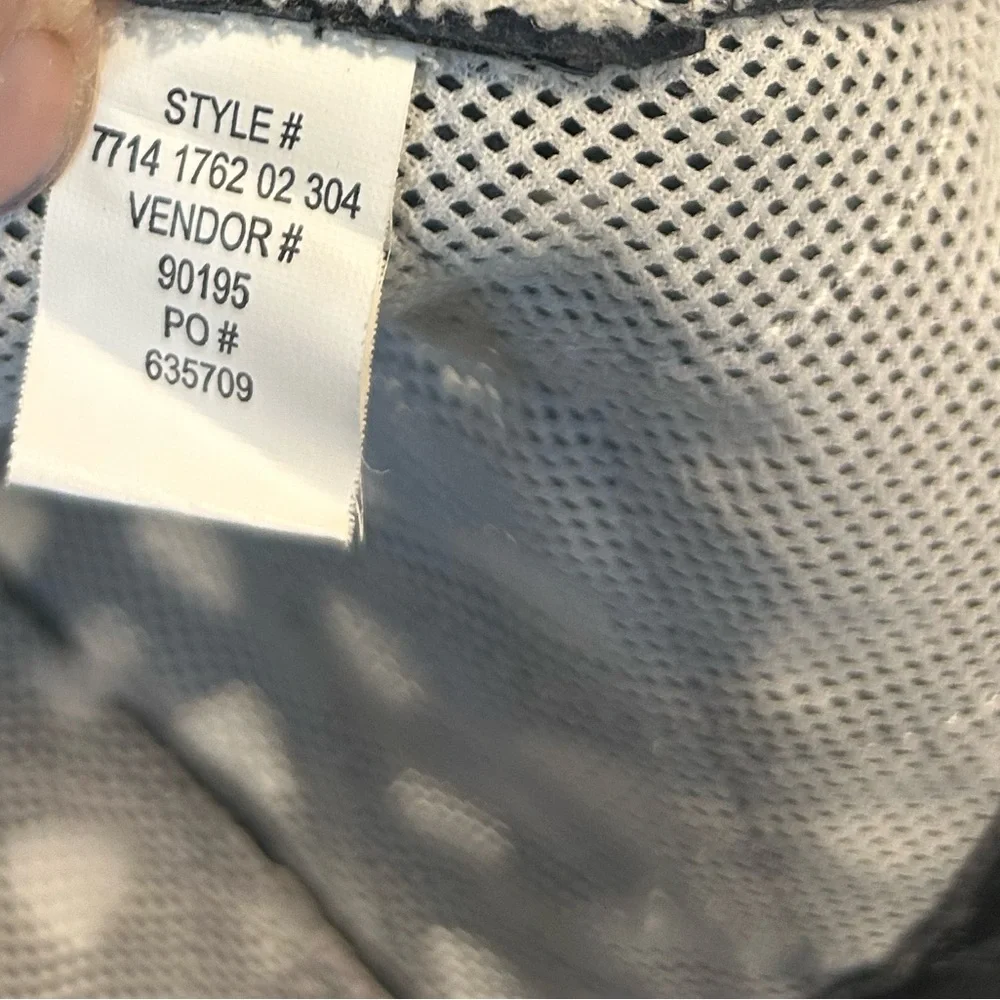 STYLE #
7714 1762 02 304
VENDOR #
90195
PO #
635709